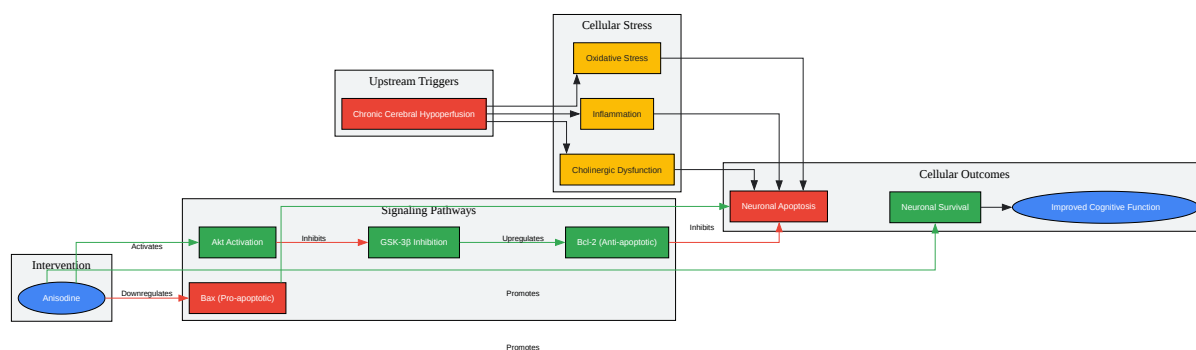 Cellular Stress
Oxidative Stress
Upstream Triggers
Chronic Cerebral Hypoperfusion
Inflammation
Cholinergic Dysfunction
Cellular Outcomes
Neuronal Apoptosis
Neuronal Survival
Improved Cognitive Function
Signaling Pathways
Akt Activation
GSK-3β Inhibition
Bcl-2 (Anti-apoptotic)
Activates
Inhibits
Upregulates
Inhibits
Intervention
Anisodine
Downregulates
Bax (Pro-apoptotic)
Promotes
Promotes